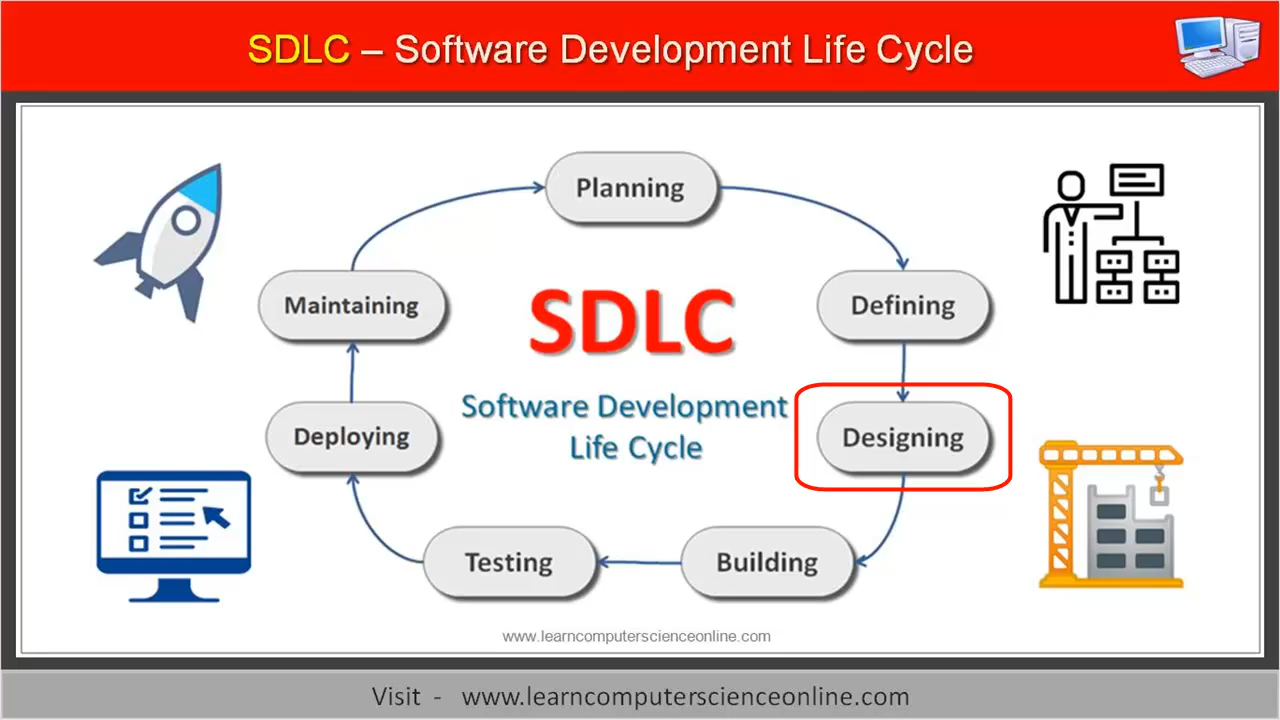 SDLC – Software Development Life Cycle
Planning
Maintaining
Defining
SDLC
Software Development
Life Cycle
Deploying
Designing
Testing
Building
www.learncomputerscienceonline.com
Visit - www.learncomputerscienceonline.com